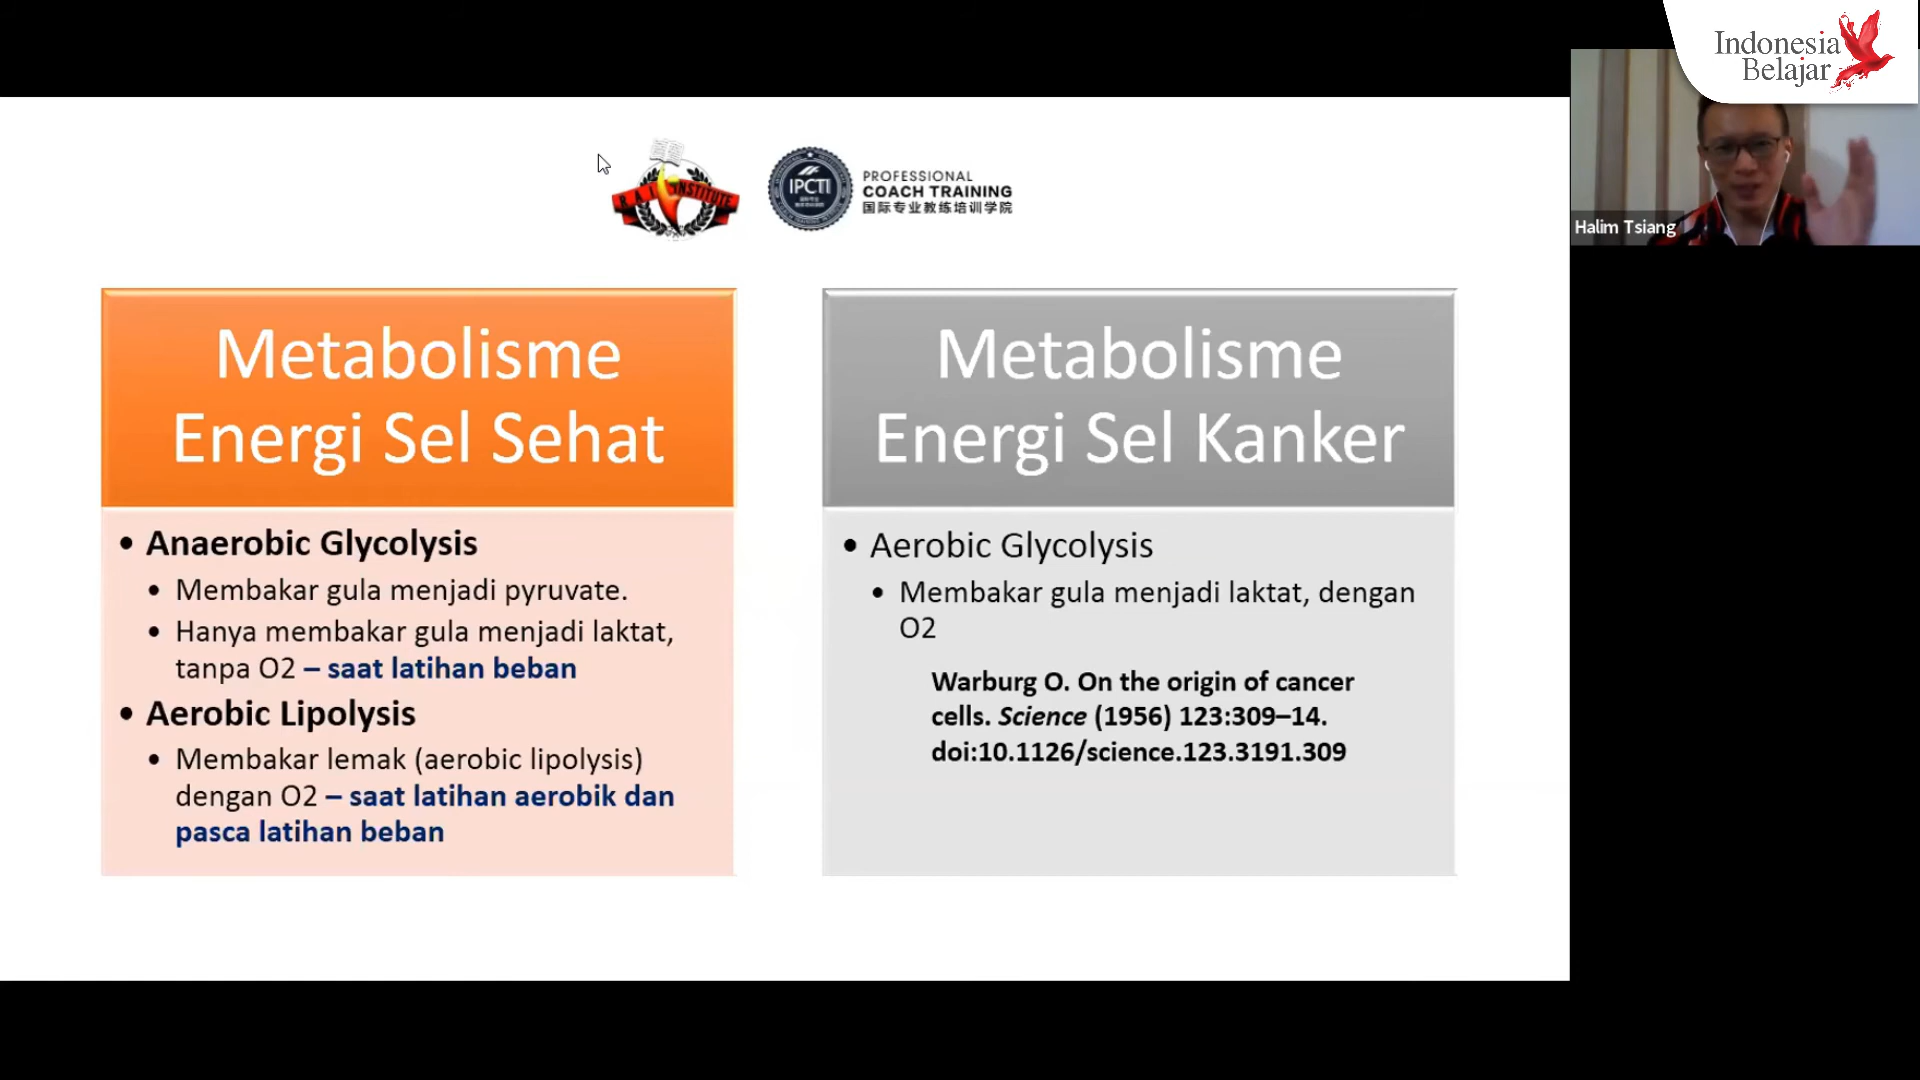 Indonesia
Belajar
R.A.I. INSTITUTE
IPCTI
PROFESSIONAL
COACH TRAINING
国际专业教练培训学院
Halim Tsiang
Metabolisme
Energi Sel Sehat
• Anaerobic Glycolysis
• Membakar gula menjadi pyruvate.
• Hanya membakar gula menjadi laktat,
tanpa O2 – saat latihan beban
• Aerobic Lipolysis
• Membakar lemak (aerobic lipolysis)
dengan O2 – saat latihan aerobik dan
pasca latihan beban
Metabolisme
Energi Sel Kanker
• Aerobic Glycolysis
• Membakar gula menjadi laktat, dengan
O2
Warburg O. On the origin of cancer
cells. Science (1956) 123:309–14.
doi:10.1126/science.123.3191.309